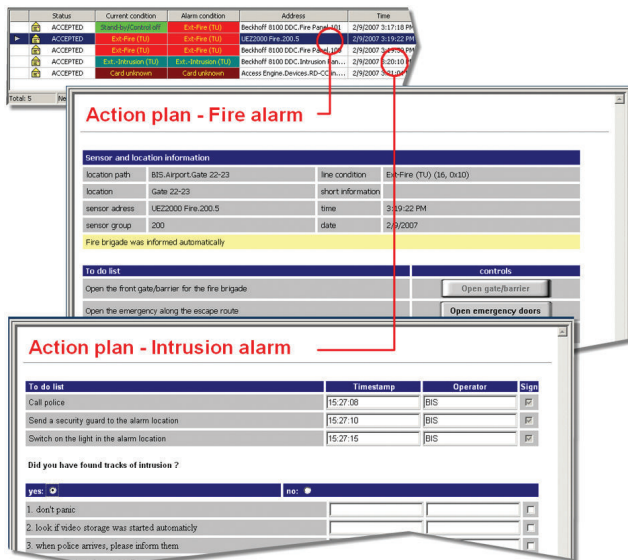 Status Current condition Alarm condition Address Time
ACCEPTED Stand-by/Control off Ext-Fire (TU) Beckhoff 8100 DDC.Fire Panel.101 2/9/2007 3:17:18 PM
ACCEPTED Ext-Fire (TU) Ext-Fire (TU) UEZ2000 Fire.200.5 2/9/2007 3:19:22 PM
ACCEPTED Ext-Fire (TU) Ext-Fire (TU) Beckhoff 8100 DDC.Fire Panel.
ACCEPTED Ext.-Intrusion (TU) Ext.-Intrusion (TU) Beckhoff 8100 DDC.Intrusion Pan... 2/9/2007 3:20:10
ACCEPTED Card unknown Card unknown Access Engine.Devices.RD-CC 2/9/2007
Total: 5
Action plan - Fire alarm
Sensor and location information
location path BIS.Airport.Gate 22-23 line condition Ext-Fire (TU) (16, 0x10)
location Gate 22-23 short information
sensor adress UEZ2000 Fire.200.5 time 3:19:22 PM
sensor group 200 date 2/9/2007
Fire brigade was informed automatically
To do list controls
Open the front gate/barrier for the fire brigade Open gate/barrier
Open the emergency along the escape route Open emergency doors
Action plan - Intrusion alarm
To do list Timestamp Operator Sign
Call police 15:27:08 BIS
Send a security guard to the alarm location 15:27:10 BIS
Switch on the light in the alarm location 15:27:15 BIS
Did you have found tracks of intrusion ?
yes: no:
1. don't panic
2. look if video storage was started automaticly
3. when police arrives, please inform them